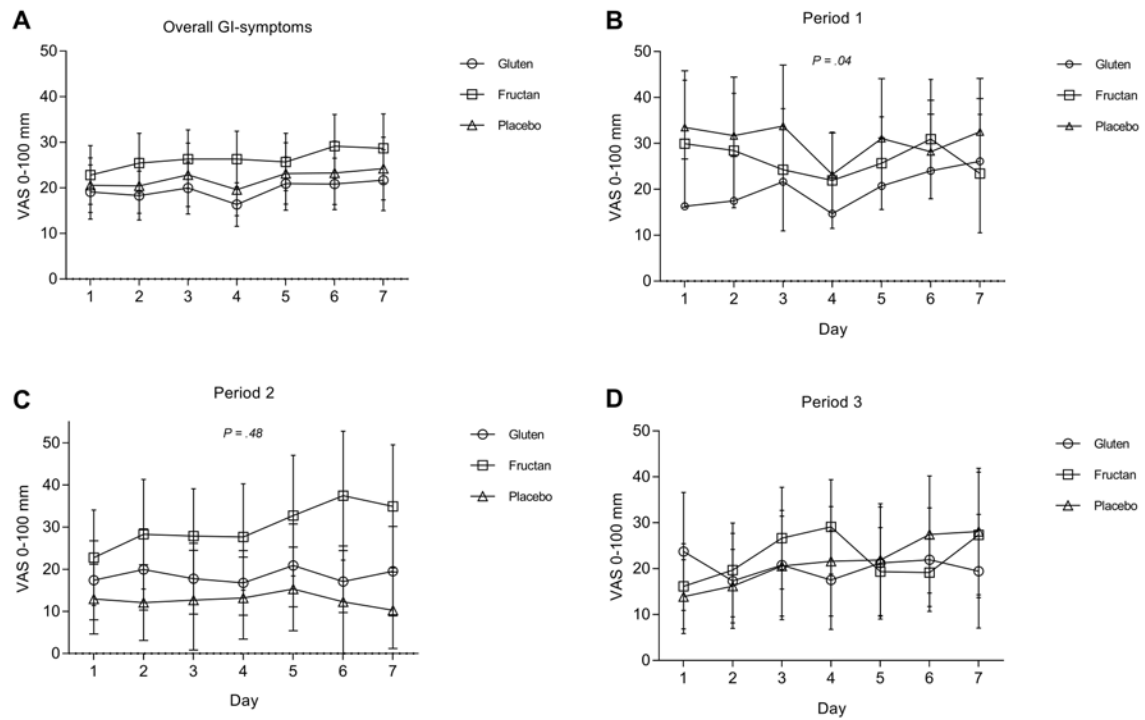 A
Overall GI-symptoms
50
40
30
20
10
0
VAS 0-100 mm
1 2 3 4 5 6 7
Gluten
Fructan
Placebo
B
Period 1
P = .04
50
40
30
20
10
0
VAS 0-100 mm
1 2 3 4 5 6 7
Day
Gluten
Fructan
Placebo
C
Period 2
P = .48
50
40
30
20
10
0
VAS 0-100 mm
1 2 3 4 5 6 7
Day
Gluten
Fructan
Placebo
D
Period 3
50
40
30
20
10
0
VAS 0-100 mm
1 2 3 4 5 6 7
Day
Gluten
Fructan
Placebo